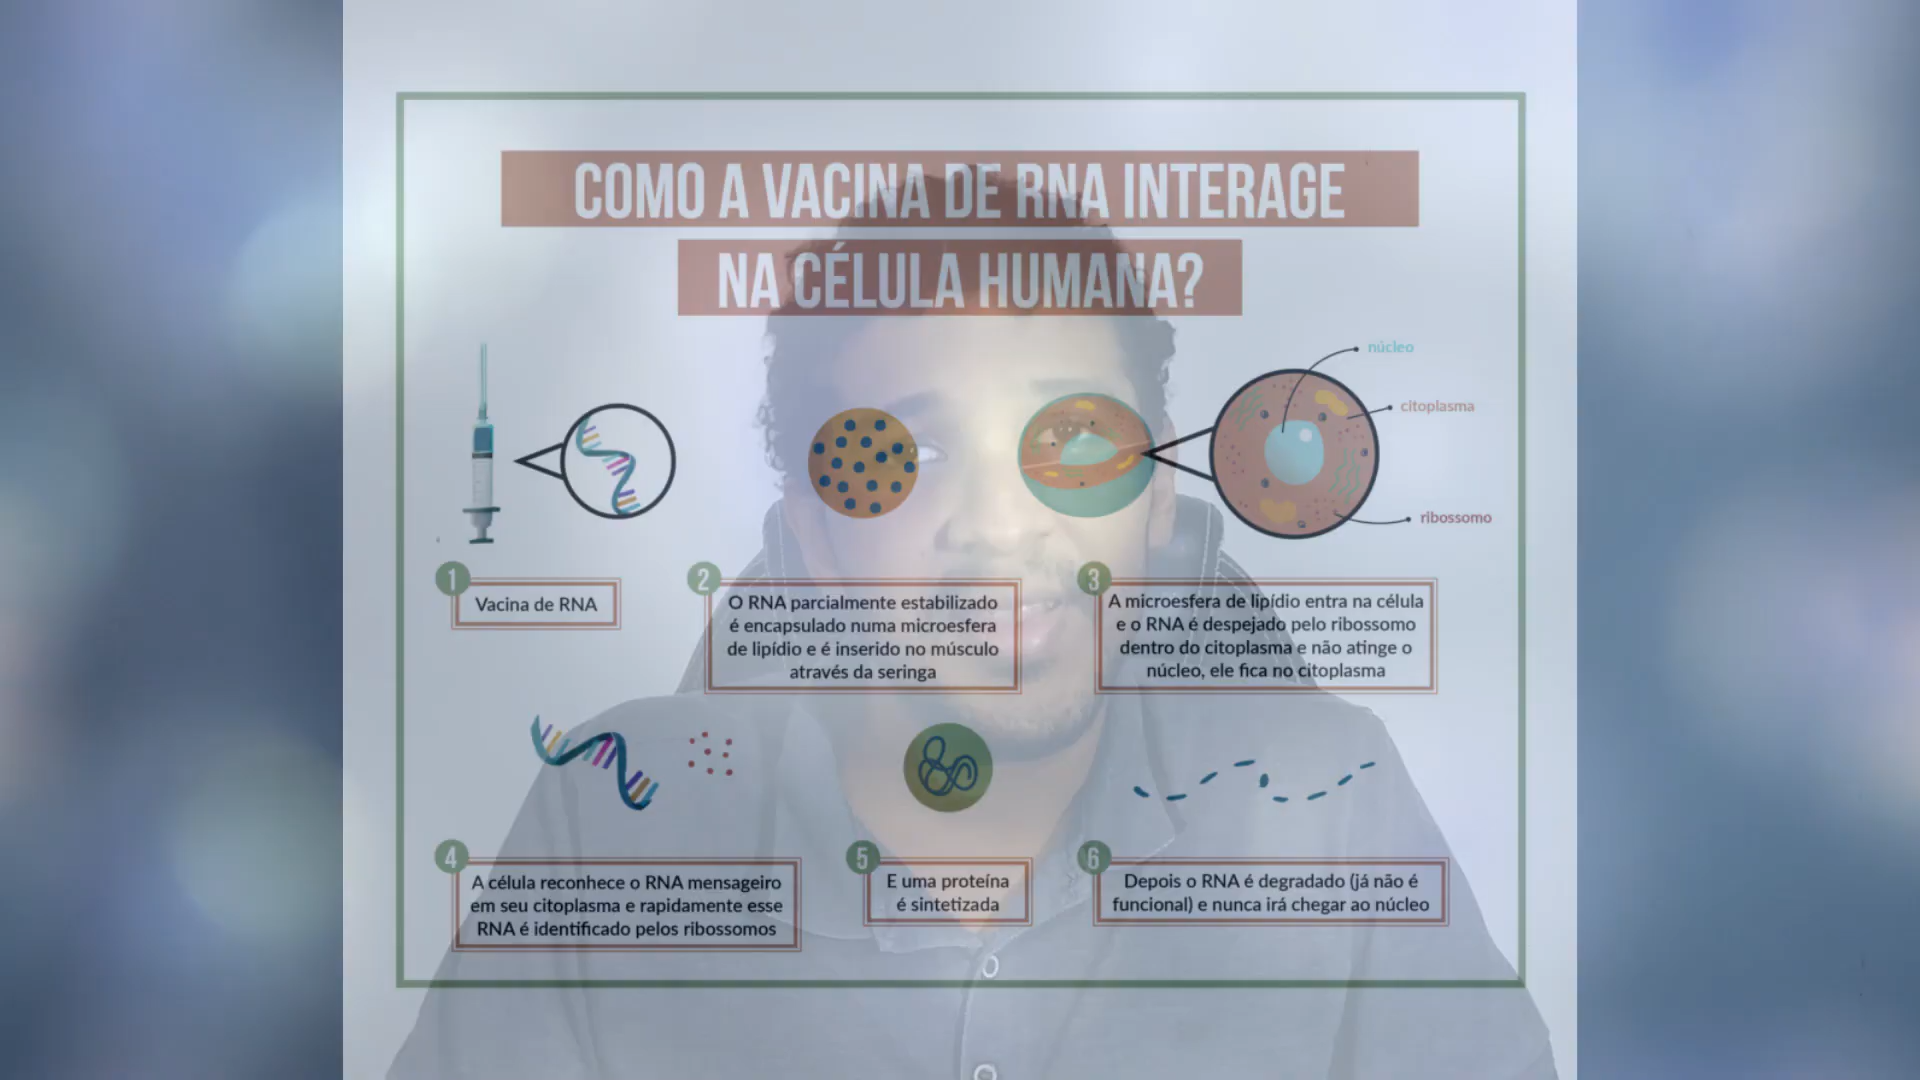 COMO A VACINA DE RNA INTERAGE
NA CÉLULA HUMANA?
núcleo
citoplasma
ribossomo
1
Vacina de RNA
2
O RNA parcialmente estabilizado
é encapsulado numa microesfera
de lipídio e é inserido no músculo
através da seringa
3
A microesfera de lipídio entra na célula
e o RNA é despejado pelo ribossomo
dentro do citoplasma e não atinge o
núcleo, ele fica no citoplasma
4
A célula reconhece o RNA mensageiro
em seu citoplasma e rapidamente esse
RNA é identificado pelos ribossomos
5
E uma proteína
é sintetizada
6
Depois o RNA é degradado (já não é
funcional) e nunca irá chegar ao núcleo